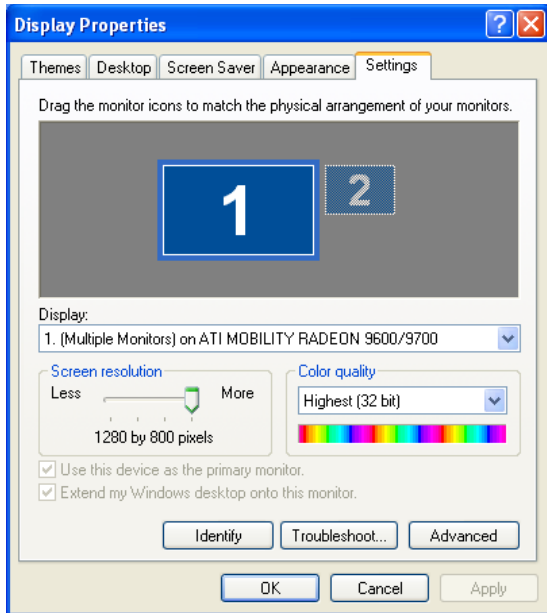 Display Properties
Themes Desktop Screen Saver Appearance Settings
Drag the monitor icons to match the physical arrangement of your monitors.
1 2
Display:
1. (Multiple Monitors) on ATI MOBILITY RADEON 9600/9700
Screen resolution
Less More
1280 by 800 pixels
Color quality
Highest (32 bit)
Use this device as the primary monitor.
Extend my Windows desktop onto this monitor.
Identify Troubleshoot... Advanced
OK Cancel Apply